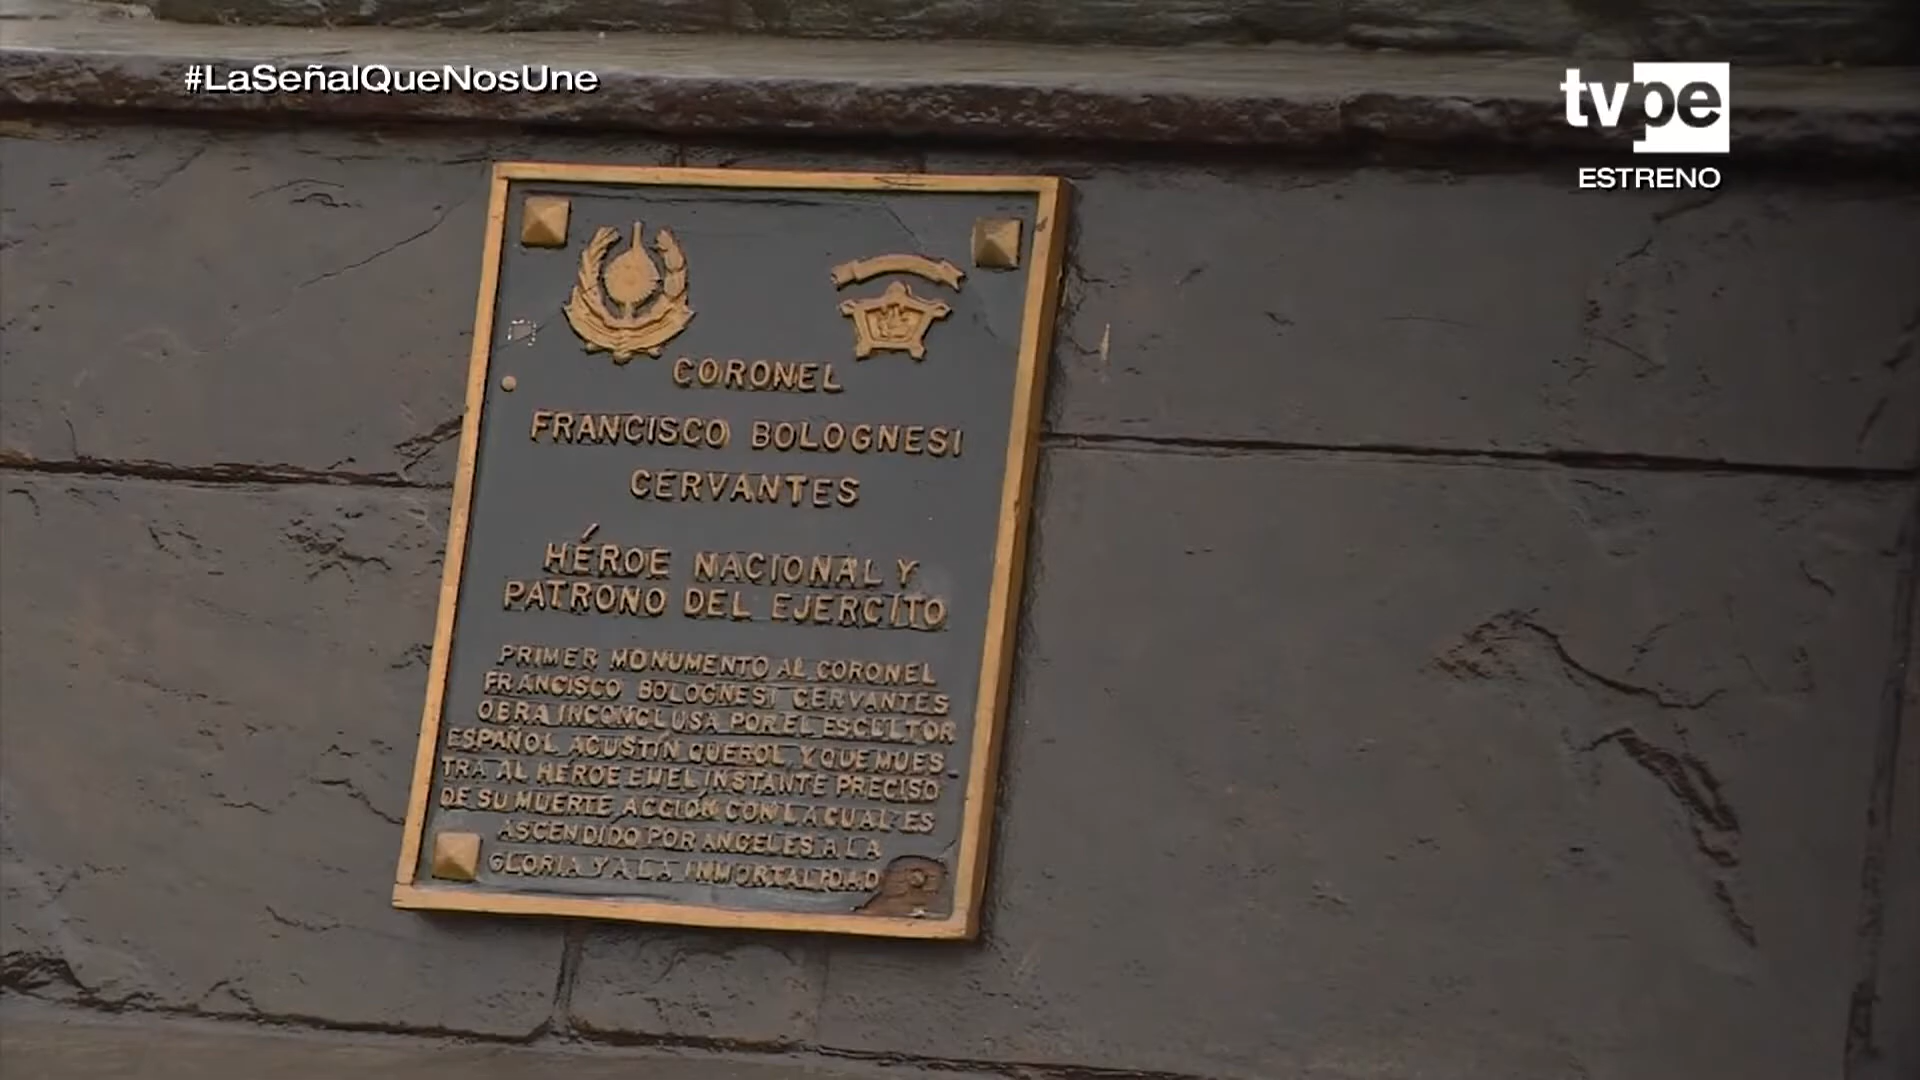 #LaSeñalQueNosUne
tvpe
ESTRENO
CORONEL
FRANCISCO BOLOGNESI
CERVANTES
HÉROE NACIONAL Y
PATRONO DEL EJERCITO
PRIMER MONUMENTO AL CORONEL
FRANCISCO BOLOGNESI CERVANTES
OBRA INCONCLUSA POR EL ESCULTOR
ESPAÑOL AGUSTÍN QUEROL Y QUE MUES-
TRA AL HÉROE EN EL INSTANTE PRECISO
DE SU MUERTE ACCIÓN CON LA CUAL ES
ASCENDIDO POR ANGELES A LA
GLORIA Y A LA INMORTALIDAD